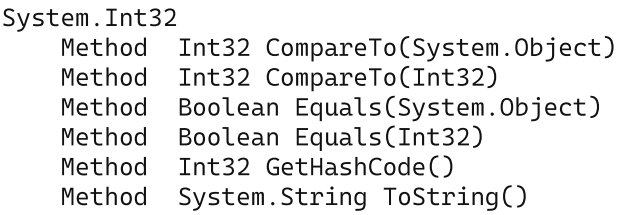 System.Int32
    Method  Int32 CompareTo(System.Object)
    Method  Int32 CompareTo(Int32)
    Method  Boolean Equals(System.Object)
    Method  Boolean Equals(Int32)
    Method  Int32 GetHashCode()
    Method  System.String ToString()